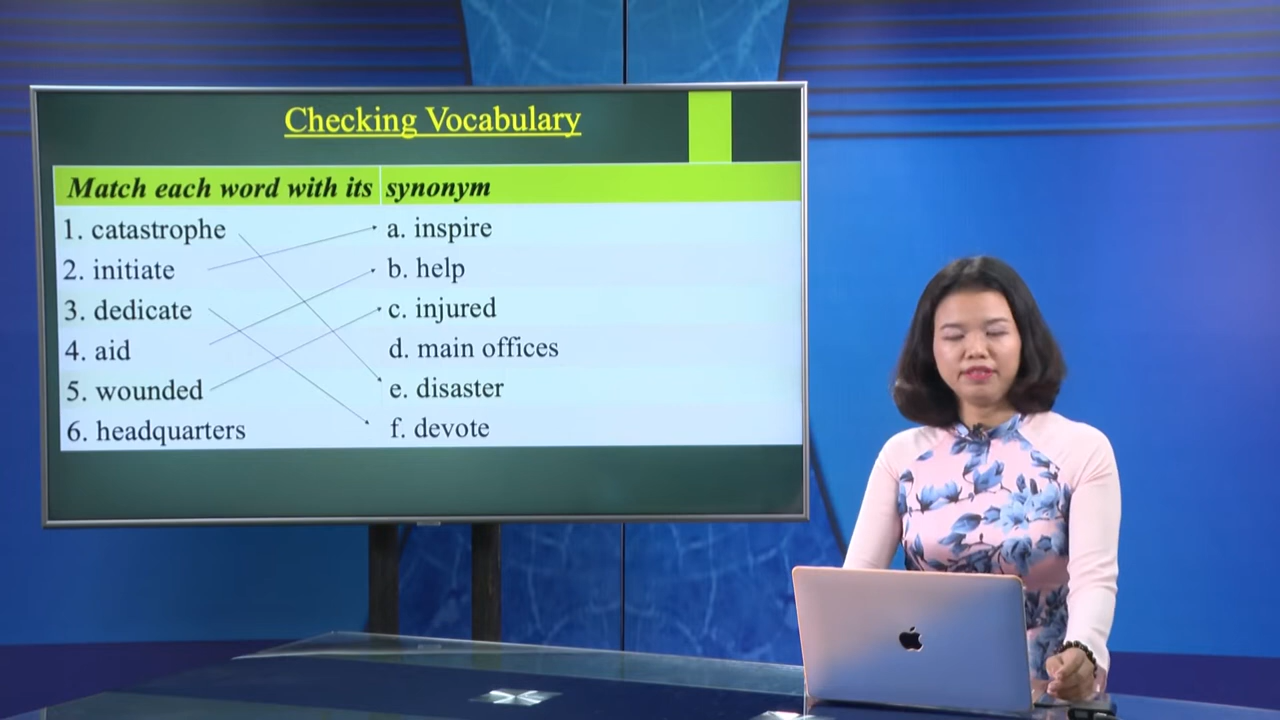 Checking Vocabulary
Match each word with its synonym
1. catastrophe a. inspire
2. initiate b. help
3. dedicate c. injured
4. aid d. main offices
5. wounded e. disaster
6. headquarters f. devote